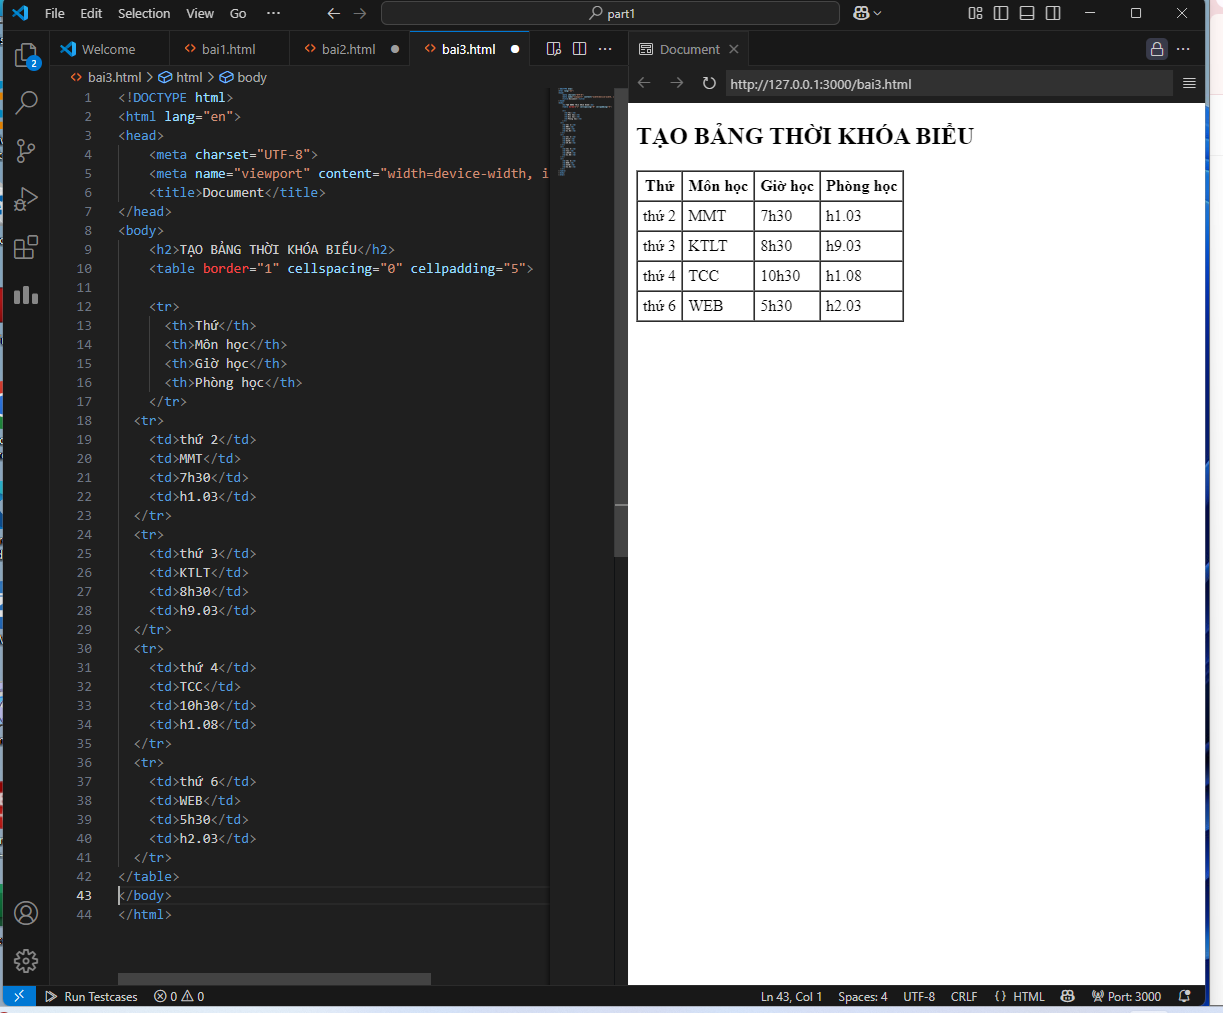 File Edit Selection View Go ··· part1
Welcome bai1.html bai2.html bai3.html ··· Document ···
bai3.html > html > body http://127.0.0.1:3000/bai3.html
2
1 <!DOCTYPE html>
2 <html lang="en">
3 <head>
4 <meta charset="UTF-8">
5 <meta name="viewport" content="width=device-width, i
6 <title>Document</title>
7 </head>
8 <body>
9 <h2>TẠO BẢNG THỜI KHÓA BIỂU</h2>
10 <table border="1" cellspacing="0" cellpadding="5">
11
12 <tr>
13 <th>Thứ</th>
14 <th>Môn học</th>
15 <th>Giờ học</th>
16 <th>Phòng học</th>
17 </tr>
18 <tr>
19 <td>thứ 2</td>
20 <td>MMT</td>
21 <td>7h30</td>
22 <td>h1.03</td>
23 </tr>
24 <tr>
25 <td>thứ 3</td>
26 <td>KTLT</td>
27 <td>8h30</td>
28 <td>h9.03</td>
29 </tr>
30 <tr>
31 <td>thứ 4</td>
32 <td>TCC</td>
33 <td>10h30</td>
34 <td>h1.08</td>
35 </tr>
36 <tr>
37 <td>thứ 6</td>
38 <td>WEB</td>
39 <td>5h30</td>
40 <td>h2.03</td>
41 </tr>
42 </table>
43 </body>
44 </html>
TẠO BẢNG THỜI KHÓA BIỂU
Thứ Môn học Giờ học Phòng học
thứ 2 MMT 7h30 h1.03
thứ 3 KTLT 8h30 h9.03
thứ 4 TCC 10h30 h1.08
thứ 6 WEB 5h30 h2.03
Run Testcases 0 0 Ln 43, Col 1 Spaces: 4 UTF-8 CRLF {} HTML Port: 3000